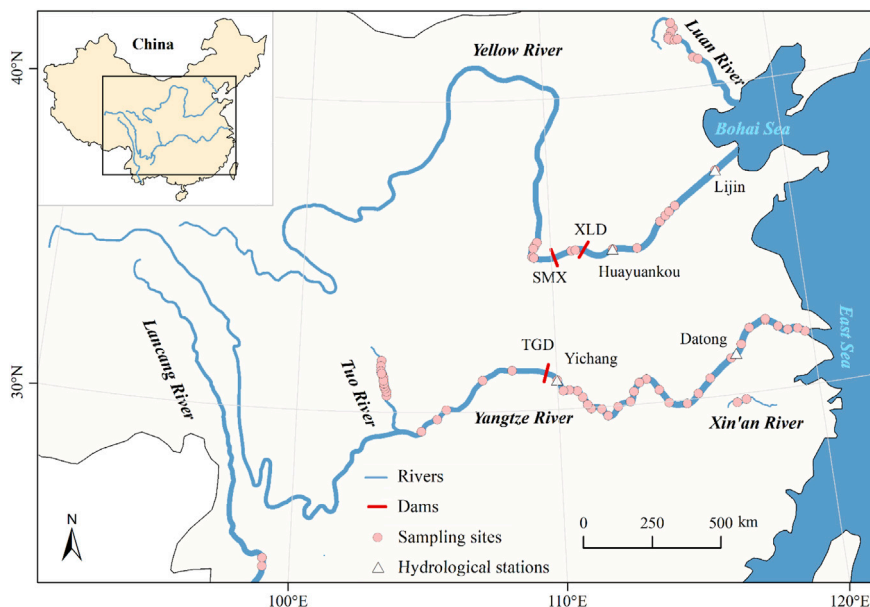 China
40°N
30°N
Yellow River
Luan River
Bohai Sea
Lijin
XLD
SMX
Huayuankou
East Sea
Lancang River
Tuo River
TGD
Yichang
Datong
Yangtze River
Xin'an River
Rivers
Dams
Sampling sites
Hydrological stations
N
0 250 500 km
100°E
110°E
120°E